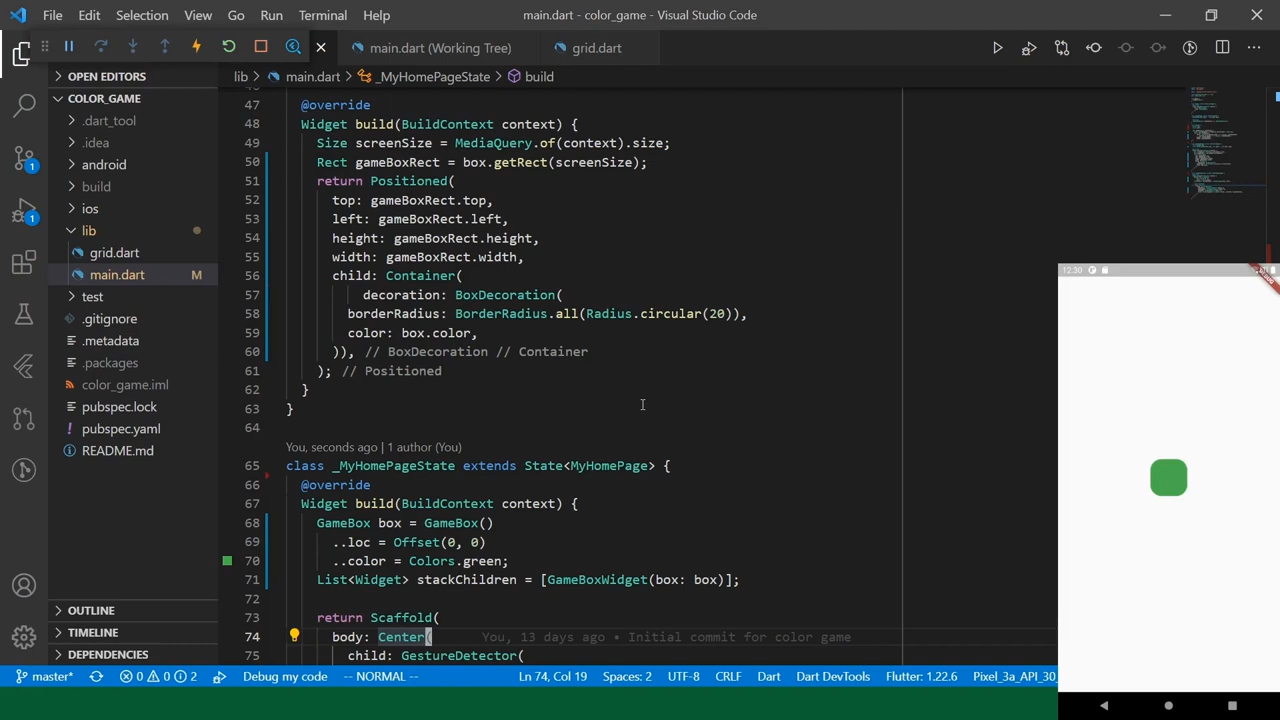 File Edit Selection View Go Run Terminal Help
main.dart - color_game - Visual Studio Code
main.dart (Working Tree)
grid.dart
OPEN EDITORS
COLOR_GAME
.dart_tool
.idea
android
build
ios
lib
grid.dart
main.dart M
test
.gitignore
.metadata
.packages
color_game.iml
pubspec.lock
pubspec.yaml
README.md
OUTLINE
TIMELINE
DEPENDENCIES
1
1
lib > main.dart > _MyHomePageState > build
47 @override
48 Widget build(BuildContext context) {
49 Size screenSize = MediaQuery.of(context).size;
50 Rect gameBoxRect = box.getRect(screenSize);
51 return Positioned(
52 top: gameBoxRect.top,
53 left: gameBoxRect.left,
54 height: gameBoxRect.height,
55 width: gameBoxRect.width,
56 child: Container(
57 decoration: BoxDecoration(
58 borderRadius: BorderRadius.all(Radius.circular(20)),
59 color: box.color,
60 )), // BoxDecoration // Container
61 ); // Positioned
62 }
63 }
64
You, seconds ago | 1 author (You)
65 class _MyHomePageState extends State<MyHomePage> {
66 @override
67 Widget build(BuildContext context) {
68 GameBox box = GameBox()
69 ..loc = Offset(0, 0)
70 ..color = Colors.green;
71 List<Widget> stackChildren = [GameBoxWidget(box: box)];
72
73 return Scaffold(
74 body: Center( You, 13 days ago • Initial commit for color game
75 child: GestureDetector(
12:30
master* 0 0 2 Debug my code -- NORMAL -- Ln 74, Col 19 Spaces: 2 UTF-8 CRLF Dart Dart DevTools Flutter: 1.22.6 Pixel_3a_API_30_